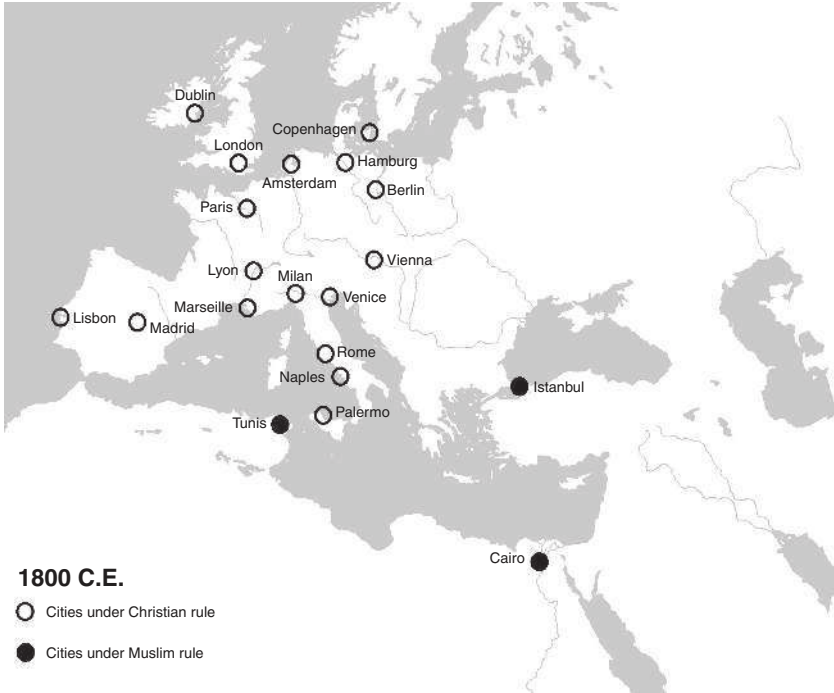 Dublin
Copenhagen
London
Hamburg
Amsterdam
Berlin
Paris
Vienna
Lyon
Milan
Marseille
Venice
Lisbon
Madrid
Rome
Naples
Istanbul
Palermo
Tunis
Cairo
1800 C.E.
Cities under Christian rule
Cities under Muslim rule